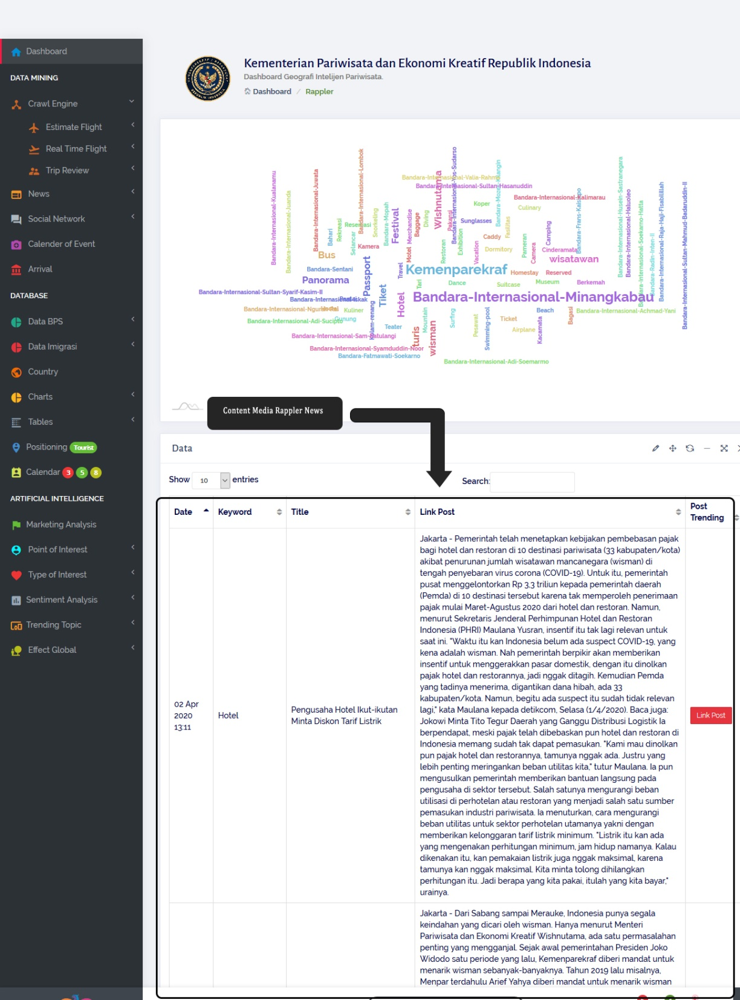 Dashboard
DATA MINING
Crawl Engine
Estimate Flight
Real Time Flight
Trip Review
News
Social Network
Calender of Event
Arrival
DATABASE
Data BPS
Data Imigrasi
Country
Charts
Tables
Positioning Tourist
Calendar 3 5 8
ARTIFICIAL INTELLIGENCE
Marketing Analysis
Point of Interest
Type of Interest
Sentiment Analysis
Trending Topic
Effect Global
Kementerian Pariwisata dan Ekonomi Kreatif Republik Indonesia
Dashboard Geografi Intelijen Pariwisata.
Dashboard / Rappler
Bandara-Internasional-Kualanamu
Bandara-Internasional-Juanda
Bandara-Internasional-Juwata
Bahari
Rekreasi
Reservasi
Selancar
Bandara-Internasional-Lombok
Kamera
Snorkeling
Bandara-Mopah
Festival
Merchandise
Motel
Baggage
Diving
Wishnutama
Bandara-Internasional-Valia-Rahma
Bandara-Internasional-Sultan-Hasanuddin
Bandara-Internasional-Yos-Sudarso
Koper
Sunglasses
Exhibition
Restoran
Vacation
Caddy
Dormitory
Fasilitas
Culinary
Bandara-Internasional-Kalimarau
Pameran
Camera
Camping
Cinderamata
Bandara-Frans-Kaisiepo
wisatawan
Bandara-Internasional-Husein-Sastranegara
Bandara-Internasional-Haluoleo
Bandara-Internasional-Soekarno-Hatta
Bandara-Radin-Inten-II
Bandara-Internasional-Raja-Haji-Fisabilillah
Bandara-Internasional-Sultan-Mahmud-Badaruddin-II
Bus
Bandara-Sentani
Panorama
Passport
Travel
Kemenparekraf
Homestay
Reserved
Tari
Dance
Suitcase
Museum
Berkemah
Bandara-Internasional-Sultan-Syarif-Kasim-II
Tiket
Hotel
Bandara-Internasional-Minangkabau
Kuliner
Gunung
Bandara-Internasional-Adi-Sucipto
Kolam-renang
Teater
Mountain
Surfing
Pesawat
Swimming-pool
Ticket
Airplane
Beach
Kacamata
Bagasi
Bandara-Internasional-Achmad-Yani
Bandara-Internasional-Sam-Ratulangi
turis
wisman
Bandara-Internasional-Syamduddin-Noor
Bandara-Fatmawati-Soekarno
Bandara-Internasional-Adi-Soemarmo
Content Media Rappler News
Data
Show 10 entries
Search:
Date Keyword Title Link Post Post Trending
02 Apr
2020
13:11
Hotel
Pengusaha Hotel Ikut-ikutan
Minta Diskon Tarif Listrik
Jakarta - Pemerintah telah menetapkan kebijakan pembebasan pajak
bagi hotel dan restoran di 10 destinasi pariwisata (33 kabupaten/kota)
akibat penurunan jumlah wisatawan mancanegara (wisman) di
tengah penyebaran virus corona (COVID-19). Untuk itu, pemerintah
pusat menggelontorkan Rp 3,3 triliun kepada pemerintah daerah
(Pemda) di 10 destinasi tersebut karena tak memperoleh penerimaan
pajak mulai Maret-Agustus 2020 dari hotel dan restoran. Namun,
menurut Sekretaris Jenderal Perhimpunan Hotel dan Restoran
Indonesia (PHRI) Maulana Yusran, insentif itu tak lagi relevan untuk
saat ini. "Waktu itu kan Indonesia belum ada suspect COVID-19, yang
kena adalah wisman. Nah pemerintah berpikir akan memberikan
insentif untuk menggerakkan pasar domestik, dengan itu dinolkan
pajak hotel dan restorannya, jadi nggak ditagih. Kemudian Pemda
yang tadinya menerima, digantikan dana hibah, ada 33
kabupaten/kota. Namun, begitu ada suspect itu sudah tidak relevan
lagi," kata Maulana kepada detikcom, Selasa (1/4/2020). Baca juga:
Jokowi Minta Tito Tegur Daerah yang Ganggu Distribusi Logistik Ia
berpendapat, meski pajak telah dibebaskan pun hotel dan restoran di
Indonesia memang sudah tak dapat pemasukan. "Kami mau dinolkan
pun pajak hotel dan restorannya, tamunya nggak ada. Justru yang
lebih penting meringankan beban utilitas kita," tutur Maulana. Ia pun
mengusulkan pemerintah memberikan bantuan langsung pada
pengusaha di sektor tersebut. Salah satunya mengurangi beban
utilisasi di perhotelan atau restoran yang menjadi salah satu sumber
pemasukan industri pariwisata. Ia menuturkan, cara mengurangi
beban utilitas untuk sektor perhotelan utamanya yakni dengan
memberikan kelonggaran tarif listrik minimum. "Listrik itu kan ada
yang mengenakan perhitungan minimum, jam hidup namanya. Kalau
dikenakan itu, kan pemakaian listrik juga nggak maksimal, karena
tamunya kan nggak maksimal. Kita minta tolong dihilangkan
perhitungan itu. Jadi berapa yang kita pakai, itulah yang kita bayar,"
urainya.
Link Post
Jakarta - Dari Sabang sampai Merauke, Indonesia punya segala
keindahan yang dicari oleh wisman. Hanya menurut Menteri
Pariwisata dan Ekonomi Kreatif Wishnutama, ada satu permasalahan
penting yang mengganjal. Sejak awal pemerintahan Presiden Joko
Widodo satu periode yang lalu, Kemenparekraf diberi mandat untuk
menarik wisman sebanyak-banyaknya. Tahun 2019 lalu misalnya,
Menpar terdahulu Arief Yahya diberi mandat untuk menarik wisman